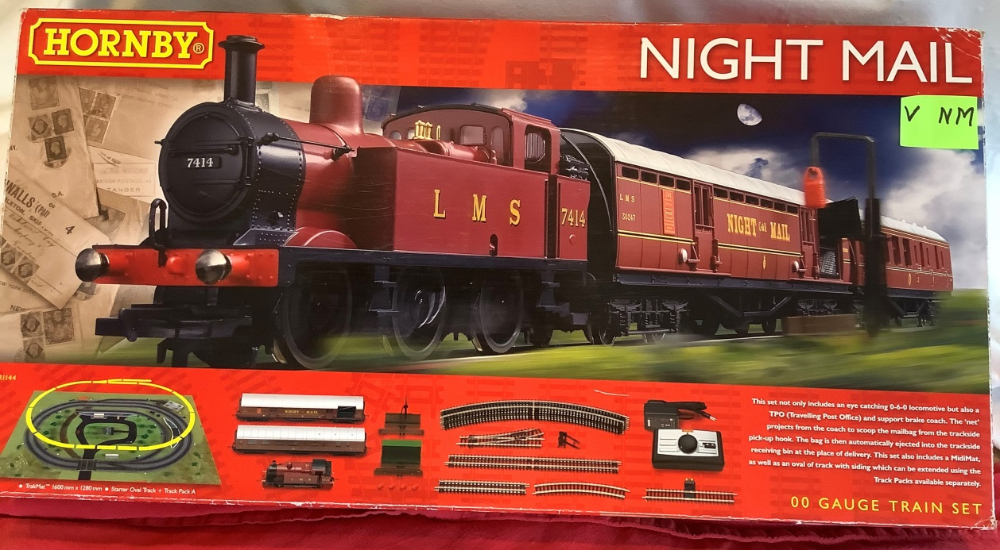 HORNBY®
NIGHT MAIL
V NM
7414
L M S
7414
L M S
30247
NIGHT MAIL
S.A.
4
TANGER
R1144
NIGHT MAIL
This set not only includes an eye catching 0-6-0 locomotive but also a
TPO (Travelling Post Office) and support brake coach. The 'net'
projects from the coach to scoop the mailbag from the trackside
pick-up hook. The bag is then automatically ejected into the trackside
receiving bin at the place of delivery. This set also includes a MidiMat,
as well as an oval of track with siding which can be extended using the
Track Packs available separately.
• TrakMat™ 1600 mm x 1280 mm • Starter Oval Track + Track Pack A
00 GAUGE TRAIN SET